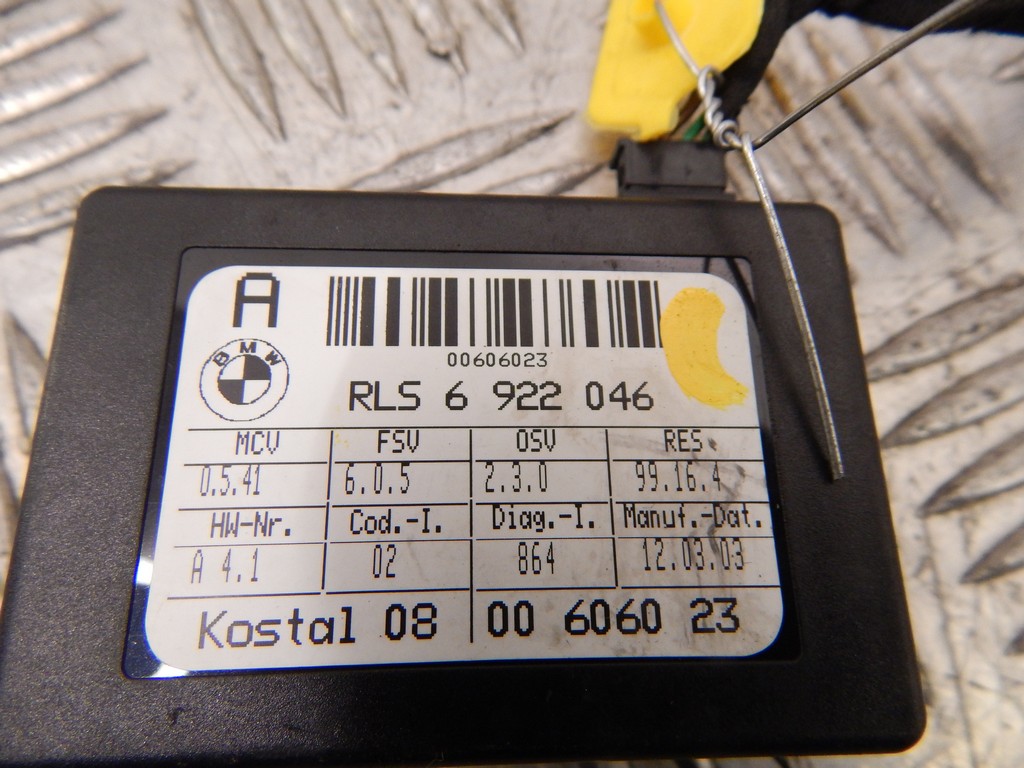 A
00606023
BMW
RLS 6 922 046
MCV FSV OSV RES
0.5.41 6.0.5 2.3.0 99.16.4
HW-Nr. Cod.-I. Diag.-I. Manuf.-Dat.
A 4.1 02 864 12.03.03
Kostal 08 00 6060 23